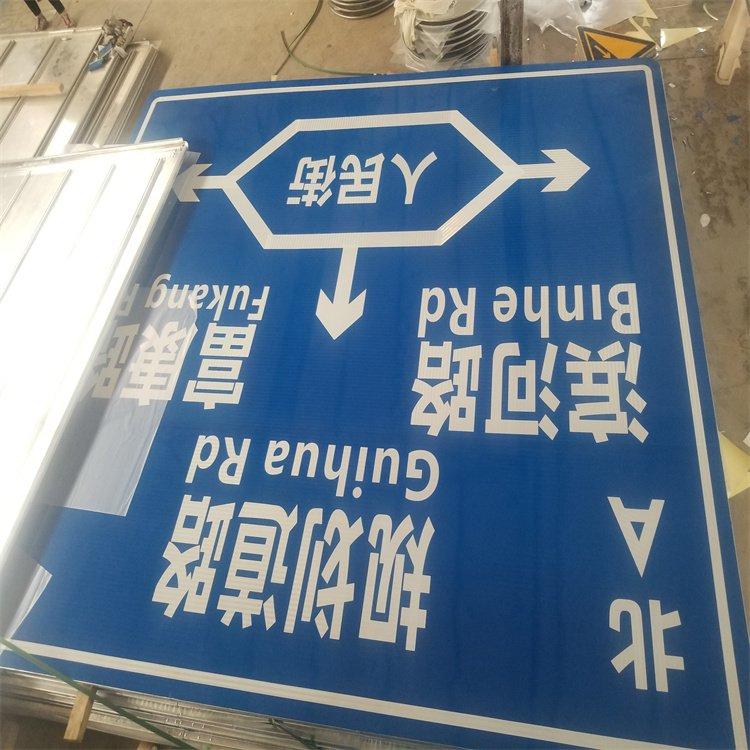 北
规划道路
Guihua Rd
滨河路
Binhe Rd
富康路
Fukang R
人民街